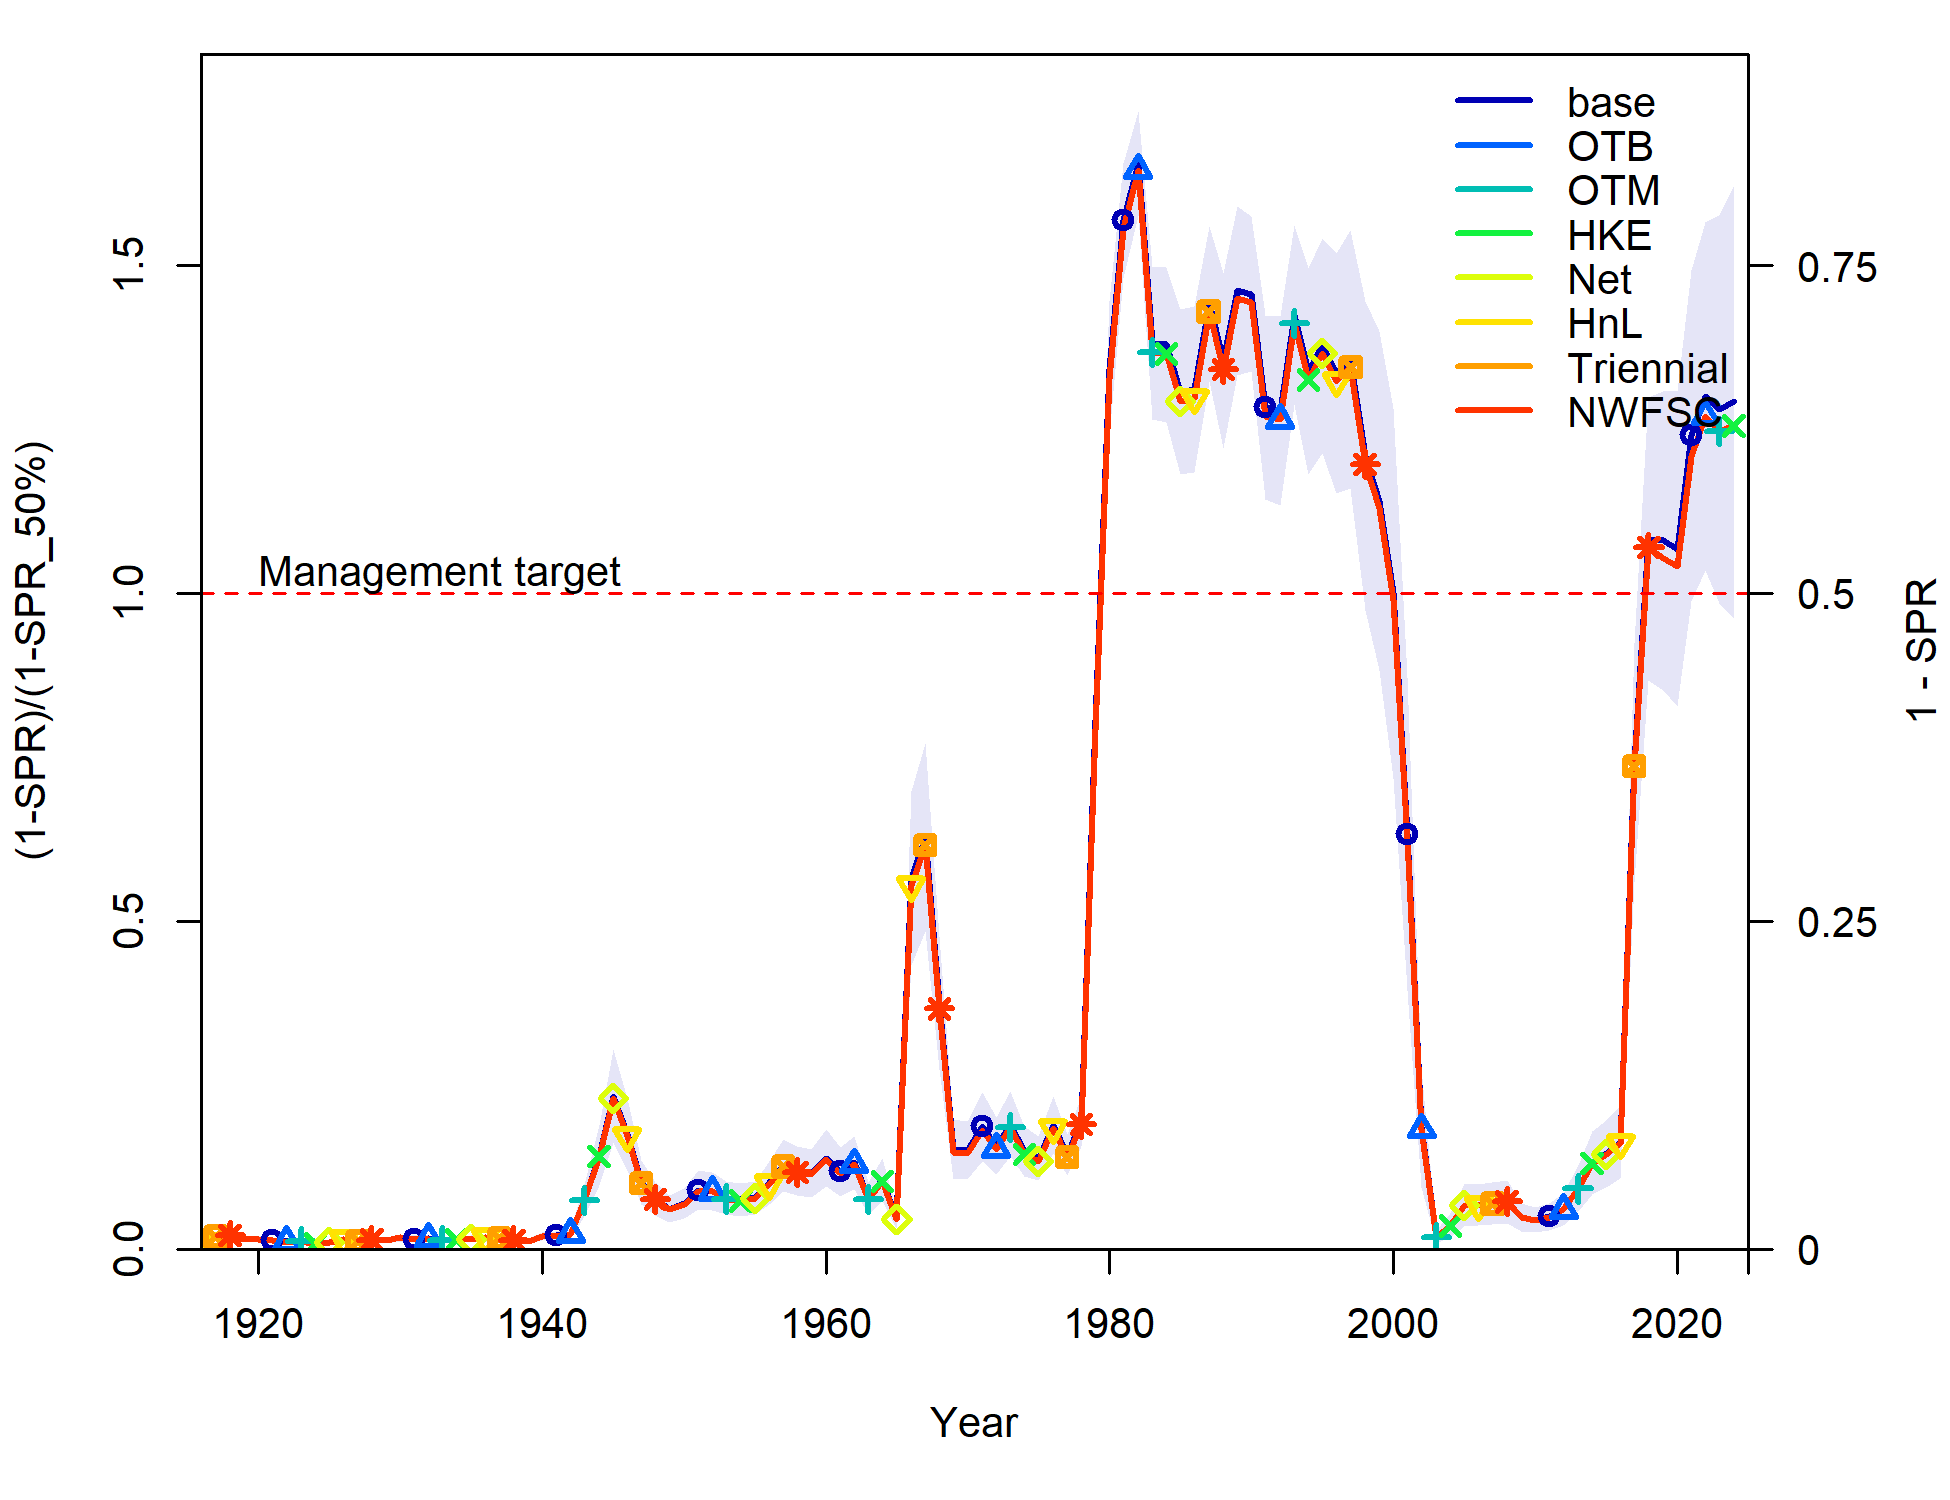 base
OTB
OTM
HKE
Net
HnL
Triennial
NWFSC
Management target
(1-SPR)/(1-SPR_50%)
0.0
0.5
1.0
1.5
1 - SPR
0
0.25
0.5
0.75
1920
1940
1960
1980
2000
2020
Year